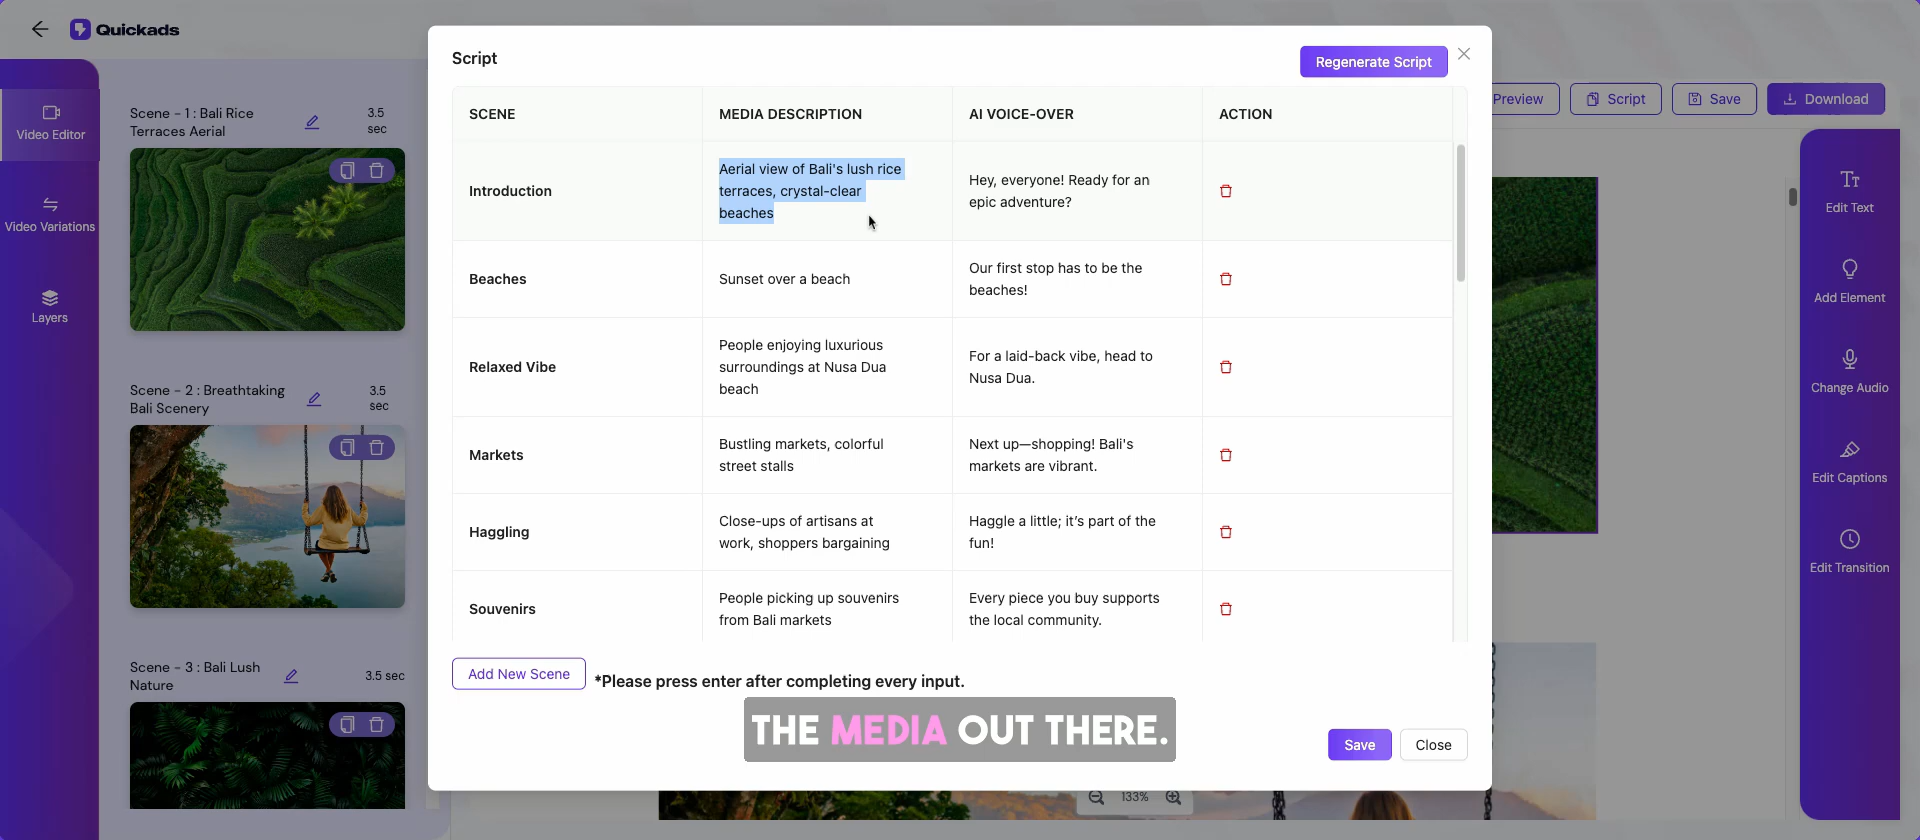 Quickads
Video Editor
Video Variations
Layers
Scene - 1 : Bali Rice
Terraces Aerial
3.5
sec
Scene - 2 : Breathtaking
Bali Scenery
3.5
sec
Scene - 3 : Bali Lush
Nature
3.5 sec
Script
Regenerate Script
SCENE
MEDIA DESCRIPTION
AI VOICE-OVER
ACTION
Introduction
Aerial view of Bali's lush rice
terraces, crystal-clear
beaches
Hey, everyone! Ready for an
epic adventure?
Beaches
Sunset over a beach
Our first stop has to be the
beaches!
Relaxed Vibe
People enjoying luxurious
surroundings at Nusa Dua
beach
For a laid-back vibe, head to
Nusa Dua.
Markets
Bustling markets, colorful
street stalls
Next up—shopping! Bali's
markets are vibrant.
Haggling
Close-ups of artisans at
work, shoppers bargaining
Haggle a little; it's part of the
fun!
Souvenirs
People picking up souvenirs
from Bali markets
Every piece you buy supports
the local community.
Add New Scene
*Please press enter after completing every input.
THE MEDIA OUT THERE.
Save
Close
133%
Preview
Script
Save
Download
Edit Text
Add Element
Change Audio
Edit Captions
Edit Transition